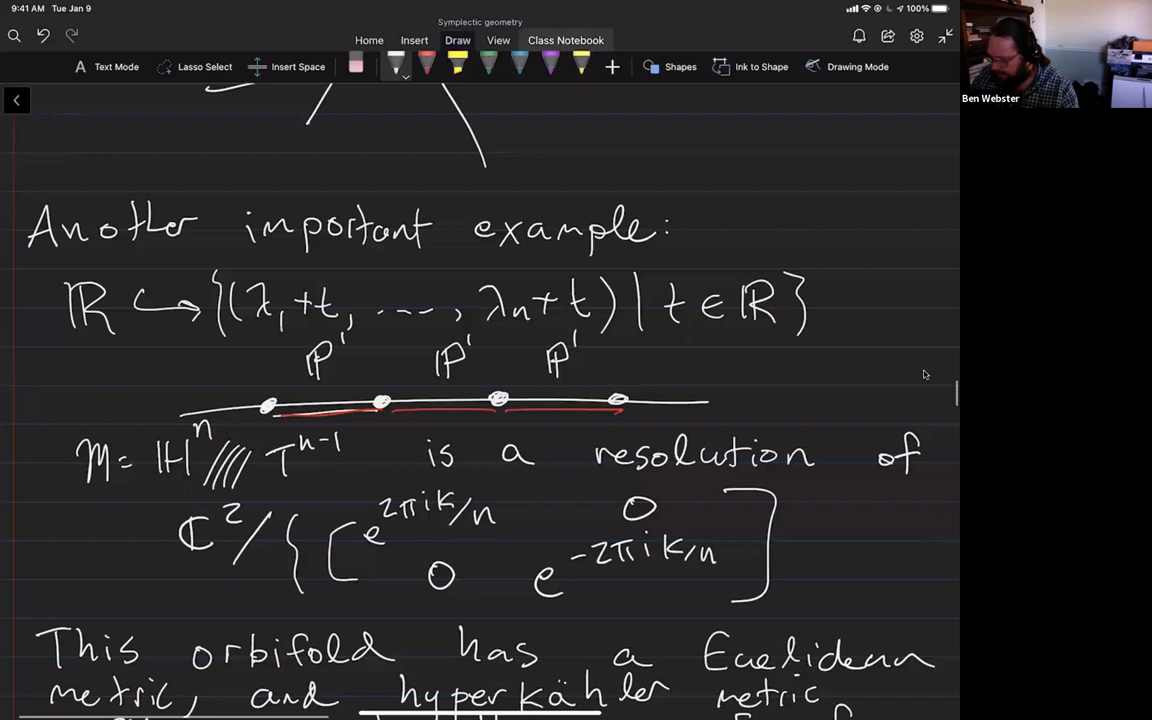 9:41 AM Tue Jan 9
100%
Symplectic geometry
Home Insert Draw View Class Notebook
Text Mode Lasso Select Insert Space Shapes Ink to Shape Drawing Mode
Ben Webster
Another important example:
ℝ ↪ {(λ₁+t, ...., λₙ+t) | t ∈ ℝ}
ℙ¹ ℙ¹ ℙ¹
𝔐 = ℍⁿ//// Tⁿ⁻¹ is a resolution of
ℂ²/{[e^{2πik/n} 0
0 e^{-2πik/n}]
This orbifold has a Euclidean
metric, and hyperkähler metric